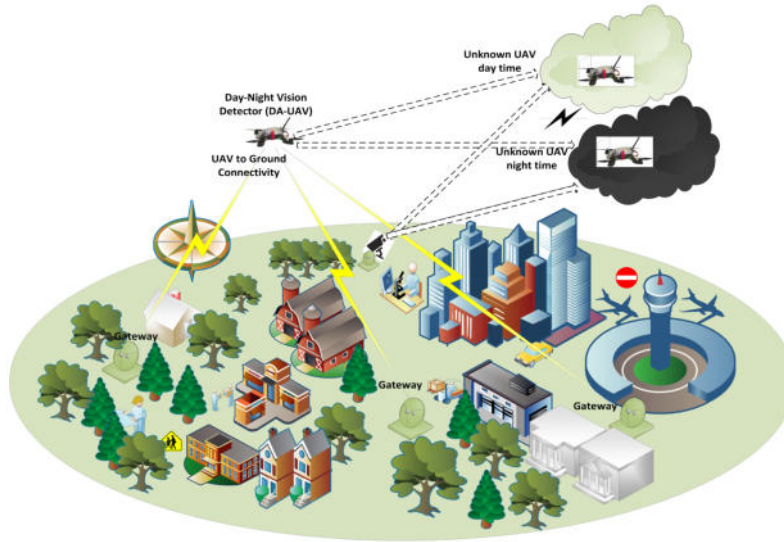 Unknown UAV
day time
Day-Night Vision
Detector (DA-UAV)
Unknown UAV
night time
UAV to Ground
Connectivity
Gateway
Gateway
Gateway